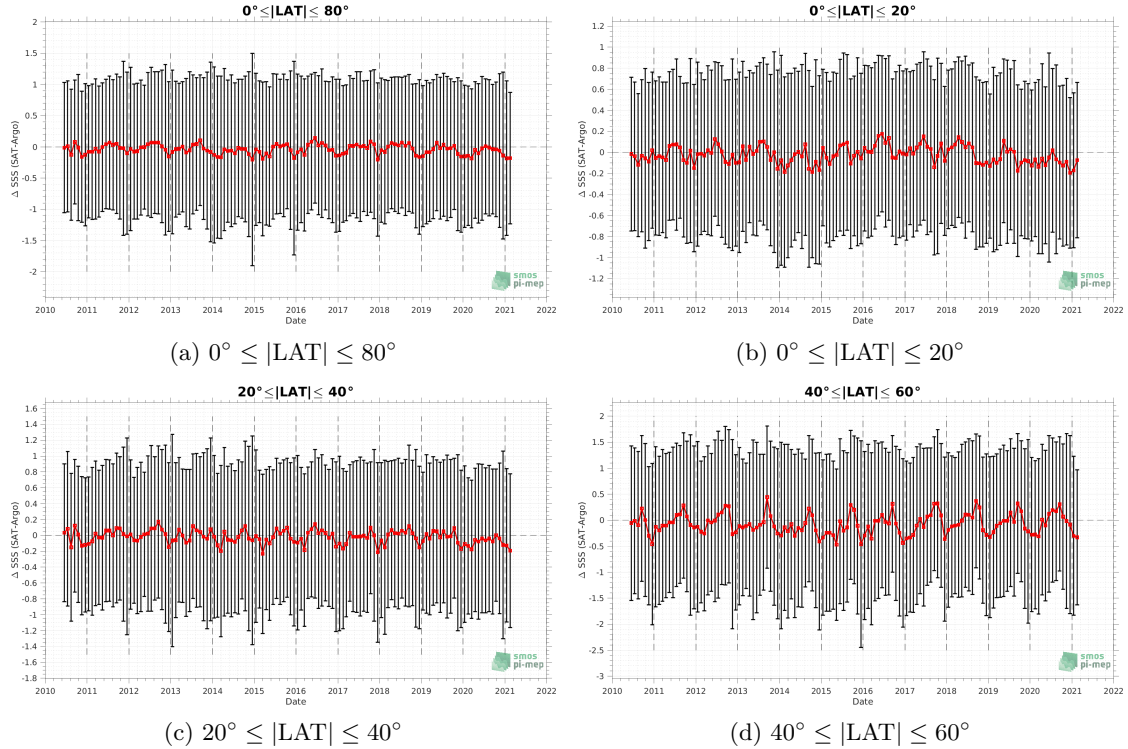 0°≤|LAT|≤ 80°
2
1.5
1
0.5
0
-0.5
-1
-1.5
-2
Δ SSS (SAT-Argo)
2010 2011 2012 2013 2014 2015 2016 2017 2018 2019 2020 2021 2022
Date
smos
pi-mep
(a) 0° ≤ |LAT| ≤ 80°
0°≤|LAT|≤ 20°
1.2
1
0.8
0.6
0.4
0.2
0
-0.2
-0.4
-0.6
-0.8
-1
-1.2
Δ SSS (SAT-Argo)
2010 2011 2012 2013 2014 2015 2016 2017 2018 2019 2020 2021 2022
Date
smos
pi-mep
(b) 0° ≤ |LAT| ≤ 20°
20°≤|LAT|≤ 40°
1.6
1.4
1.2
1
0.8
0.6
0.4
0.2
0
-0.2
-0.4
-0.6
-0.8
-1
-1.2
-1.4
-1.6
-1.8
Δ SSS (SAT-Argo)
2010 2011 2012 2013 2014 2015 2016 2017 2018 2019 2020 2021 2022
Date
smos
pi-mep
(c) 20° ≤ |LAT| ≤ 40°
40°≤|LAT|≤ 60°
2
1.5
1
0.5
0
-0.5
-1
-1.5
-2
-2.5
-3
Δ SSS (SAT-Argo)
2010 2011 2012 2013 2014 2015 2016 2017 2018 2019 2020 2021 2022
Date
smos
pi-mep
(d) 40° ≤ |LAT| ≤ 60°